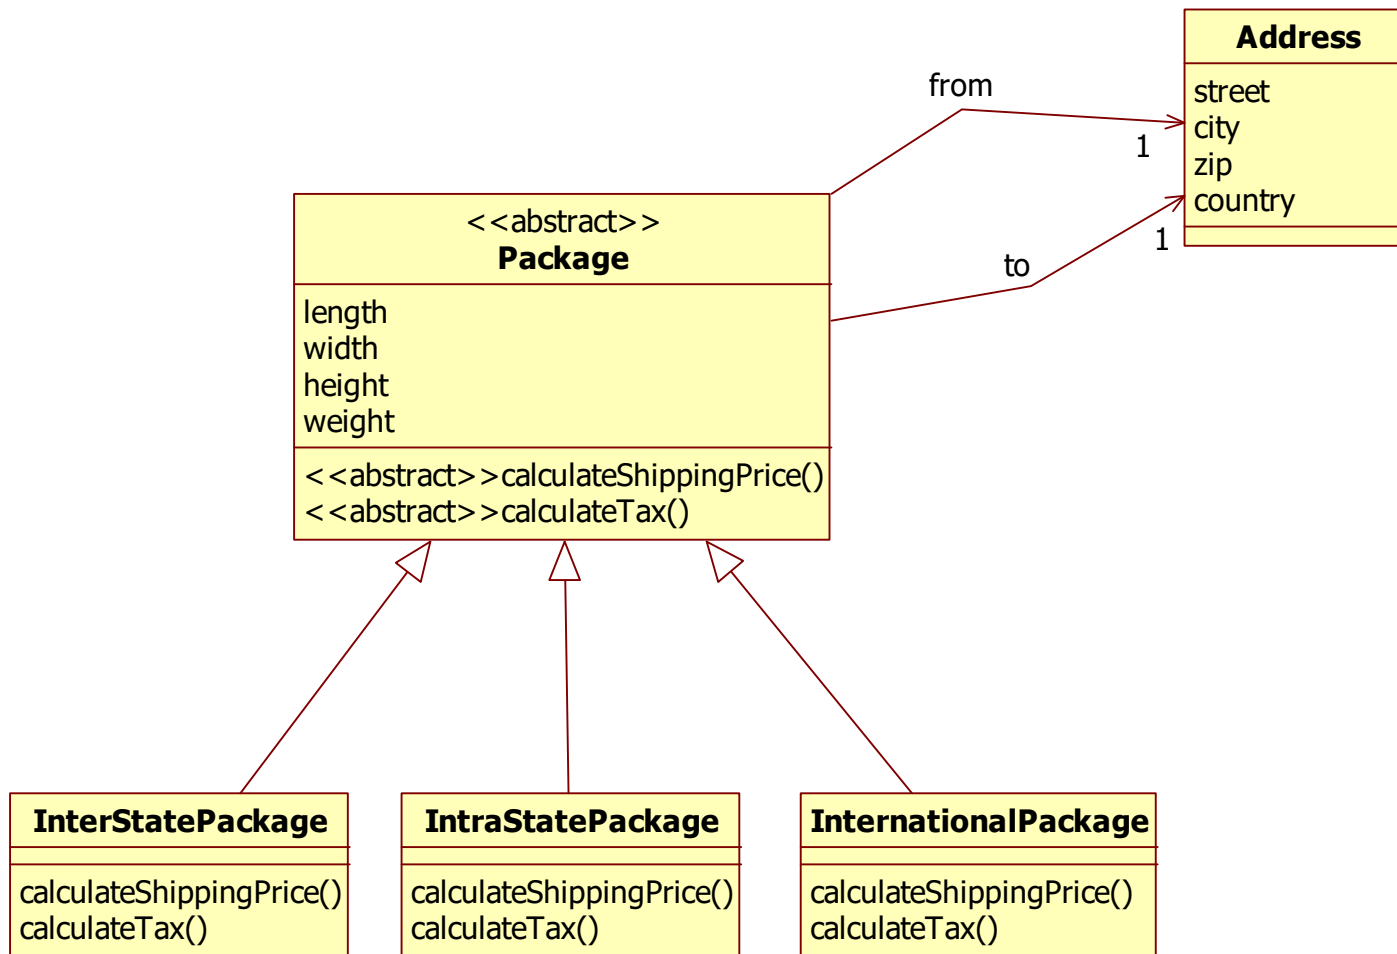 Address
street
city
zip
country
from
1
to
1
<<abstract>>
Package
length
width
height
weight
<<abstract>>calculateShippingPrice()
<<abstract>>calculateTax()
InterStatePackage
calculateShippingPrice()
calculateTax()
IntraStatePackage
calculateShippingPrice()
calculateTax()
InternationalPackage
calculateShippingPrice()
calculateTax()